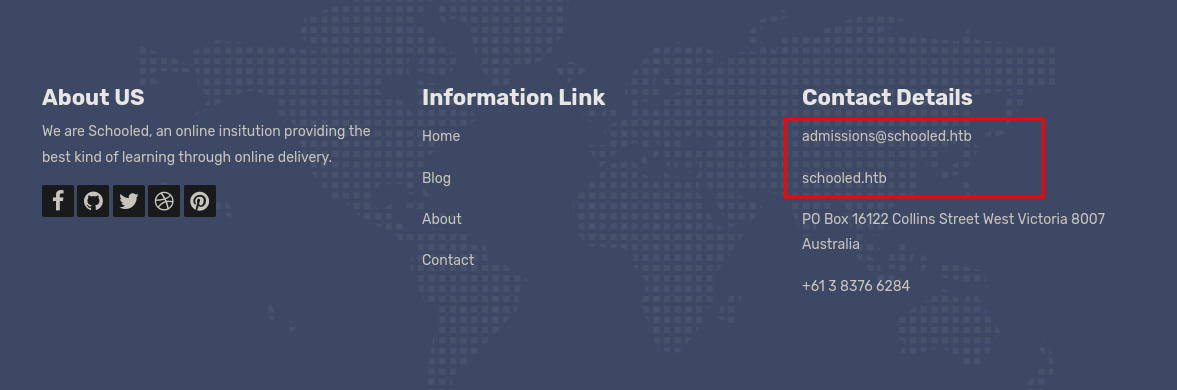 About US
We are Schooled, an online insitution providing the
best kind of learning through online delivery.
Information Link
Home
Blog
About
Contact
Contact Details
admissions@schooled.htb
schooled.htb
PO Box 16122 Collins Street West Victoria 8007
Australia
+61 3 8376 6284